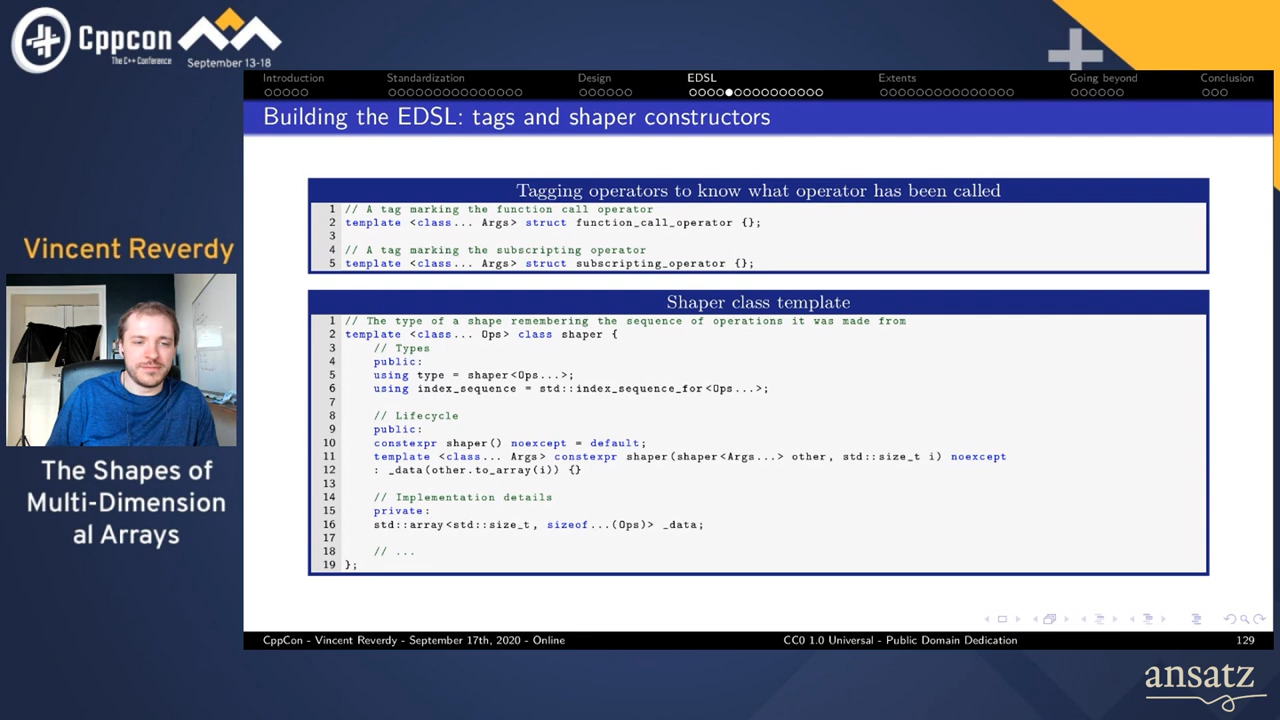 Cppcon
The C++ Conference
September 13-18
Introduction Standardization Design EDSL Extents Going beyond Conclusion
Building the EDSL: tags and shaper constructors
Tagging operators to know what operator has been called
1 // A tag marking the function call operator
2 template <class... Args> struct function_call_operator {};
3
4 // A tag marking the subscripting operator
5 template <class... Args> struct subscripting_operator {};
Shaper class template
1 // The type of a shape remembering the sequence of operations it was made from
2 template <class... Ops> class shaper {
3 // Types
4 public:
5 using type = shaper<Ops...>;
6 using index_sequence = std::index_sequence_for<Ops...>;
7
8 // Lifecycle
9 public:
10 constexpr shaper() noexcept = default;
11 template <class... Args> constexpr shaper(shaper<Args...> other, std::size_t i) noexcept
12 : _data(other.to_array(i)) {}
13
14 // Implementation details
15 private:
16 std::array<std::size_t, sizeof...(Ops)> _data;
17
18 // ...
19 };
Vincent Reverdy
The Shapes of
Multi-Dimension
al Arrays
CppCon - Vincent Reverdy - September 17th, 2020 - Online CC0 1.0 Universal - Public Domain Dedication 129
ansatz